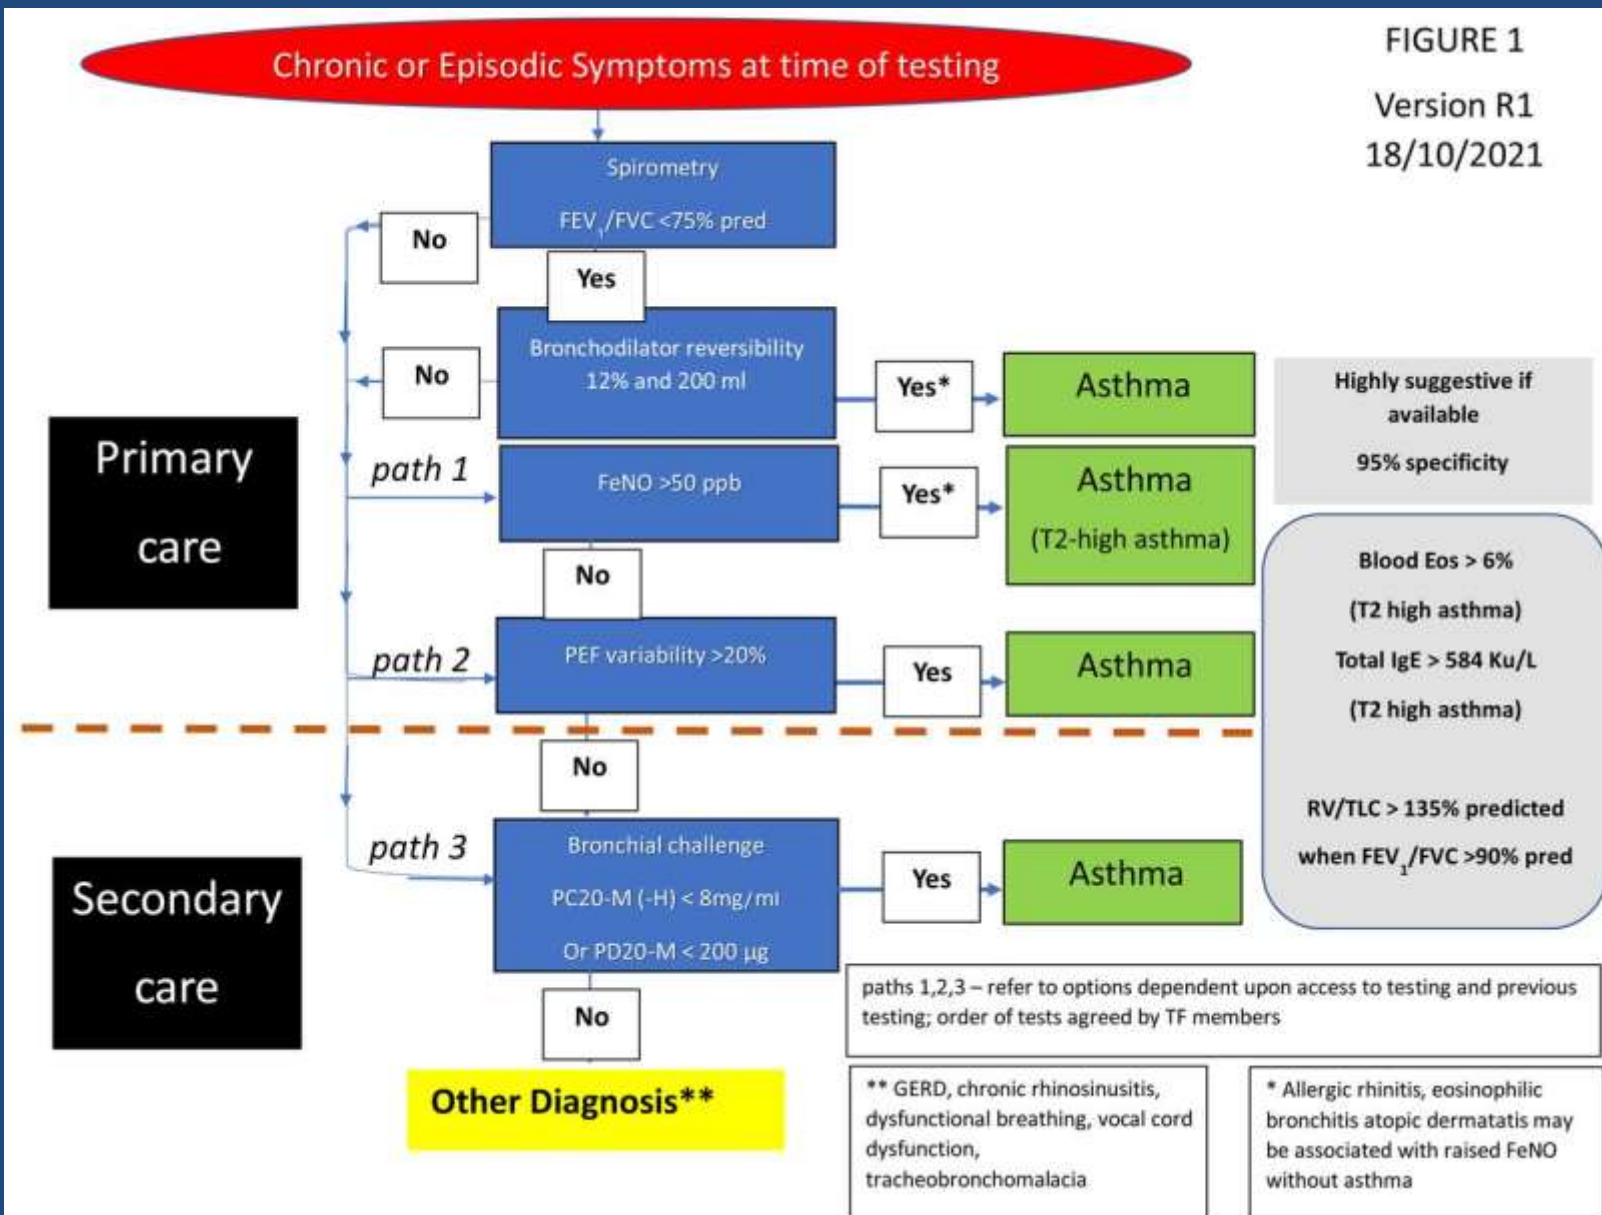 Chronic or Episodic Symptoms at time of testing
FIGURE 1
Version R1
18/10/2021
Spirometry
FEV1/FVC <75% pred
No
Yes
Bronchodilator reversibility
12% and 200 ml
No
Yes*
Asthma
Highly suggestive if
available
95% specificity
Primary
care
path 1
FeNO >50 ppb
Yes*
Asthma
(T2-high asthma)
No
Blood Eos > 6%
(T2 high asthma)
Total IgE > 584 Ku/L
(T2 high asthma)
RV/TLC > 135% predicted
when FEV1/FVC >90% pred
path 2
PEF variability >20%
Yes
Asthma
No
Secondary
care
path 3
Bronchial challenge
PC20-M (-H) < 8mg/ml
Or PD20-M < 200 µg
Yes
Asthma
No
Other Diagnosis**
paths 1,2,3 – refer to options dependent upon access to testing and previous
testing; order of tests agreed by TF members
** GERD, chronic rhinosinusitis,
dysfunctional breathing, vocal cord
dysfunction,
tracheobronchomalacia
* Allergic rhinitis, eosinophilic
bronchitis atopic dermatatis may
be associated with raised FeNO
without asthma